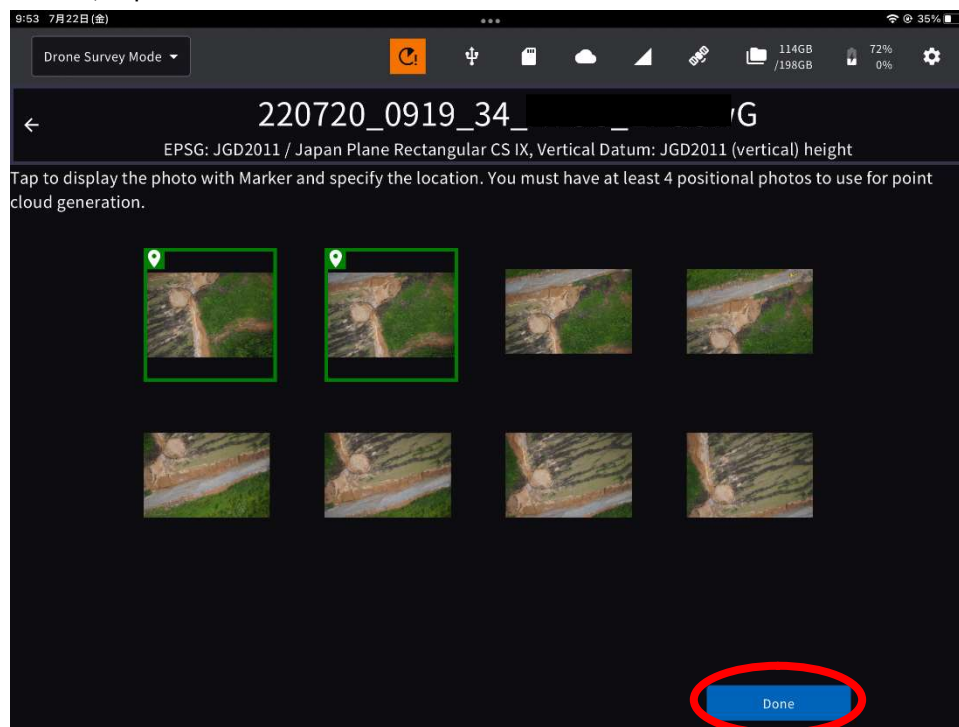 9:53 7月22日(金)
35%
Drone Survey Mode
114GB
/198GB
72%
0%
220720_0919_34_
G
EPSG: JGD2011 / Japan Plane Rectangular CS IX, Vertical Datum: JGD2011 (vertical) height
Tap to display the photo with Marker and specify the location. You must have at least 4 positional photos to use for point
cloud generation.
Done